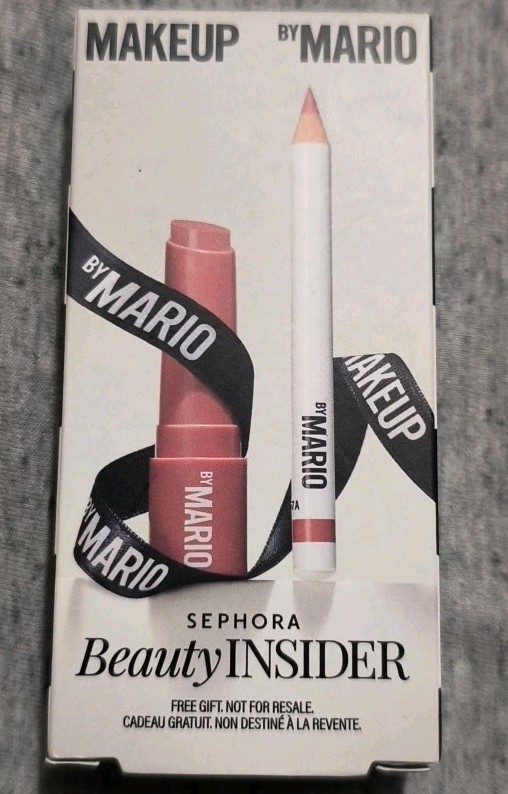 MAKEUP BY MARIO
BY MARIO
MAKEUP
BY MARIO
BY MARIO
7A
BY MARIO
SEPHORA
Beauty INSIDER
FREE GIFT. NOT FOR RESALE.
CADEAU GRATUIT. NON DESTINÉ À LA REVENTE.